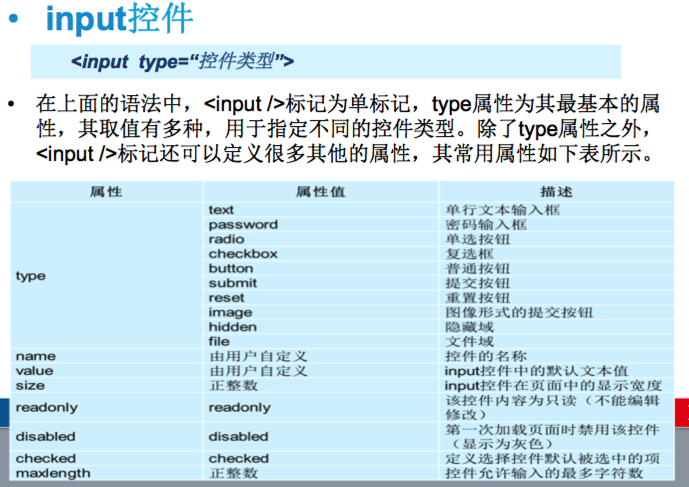 • input控件
<input type=“控件类型”>
• 在上面的语法中，<input />标记为单标记，type属性为其最基本的属
性，其取值有多种，用于指定不同的控件类型。除了type属性之外，
<input />标记还可以定义很多其他的属性，其常用属性如下表所示。
属性 属性值 描述
type
text 单行文本输入框
password 密码输入框
radio 单选按钮
checkbox 复选框
button 普通按钮
submit 提交按钮
reset 重置按钮
image 图像形式的提交按钮
hidden 隐藏域
file 文件域
name 由用户自定义 控件的名称
value 由用户自定义 input控件中的默认文本值
size 正整数 input控件在页面中的显示宽度
readonly readonly 该控件内容为只读（不能编辑
修改）
disabled disabled 第一次加载页面时禁用该控件
（显示为灰色）
checked checked 定义选择控件默认被选中的项
maxlength 正整数 控件允许输入的最多字符数